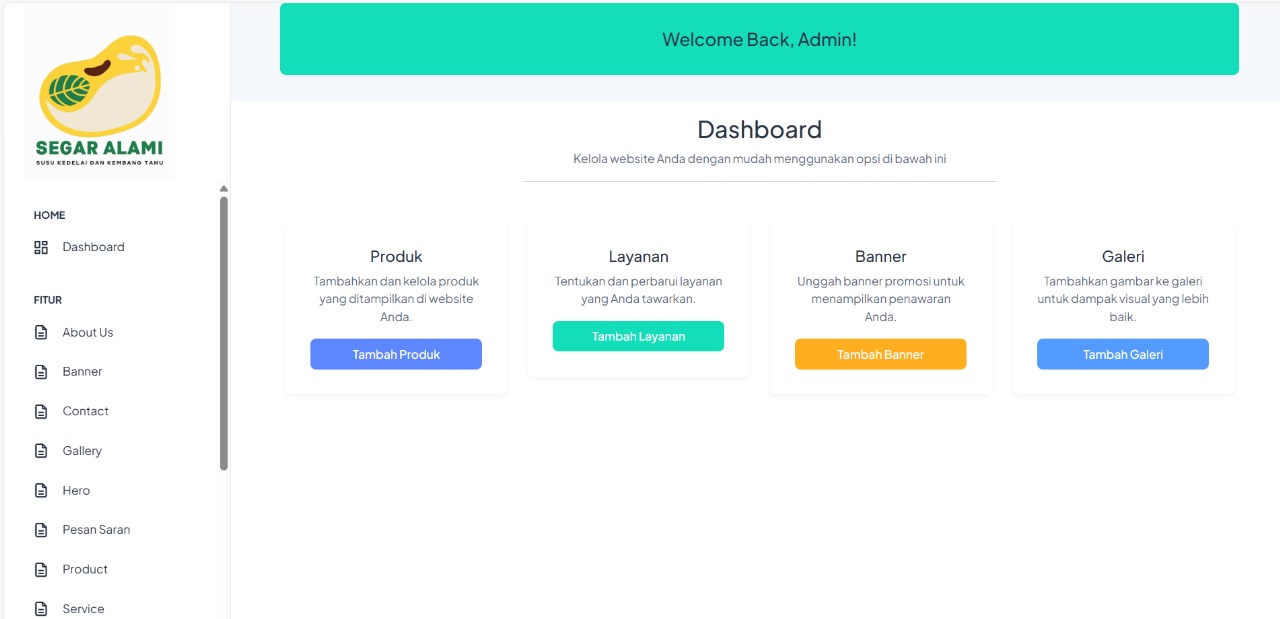 SEGAR ALAMI
SUSU KEDELAI DAN KEMBANG TAHU
HOME
Dashboard
FITUR
About Us
Banner
Contact
Gallery
Hero
Pesan Saran
Product
Service
Welcome Back, Admin!
Dashboard
Kelola website Anda dengan mudah menggunakan opsi di bawah ini
Produk
Tambahkan dan kelola produk
yang ditampilkan di website
Anda.
Tambah Produk
Layanan
Tentukan dan perbarui layanan
yang Anda tawarkan.
Tambah Layanan
Banner
Unggah banner promosi untuk
menampilkan penawaran
Anda.
Tambah Banner
Galeri
Tambahkan gambar ke galeri
untuk dampak visual yang lebih
baik.
Tambah Galeri